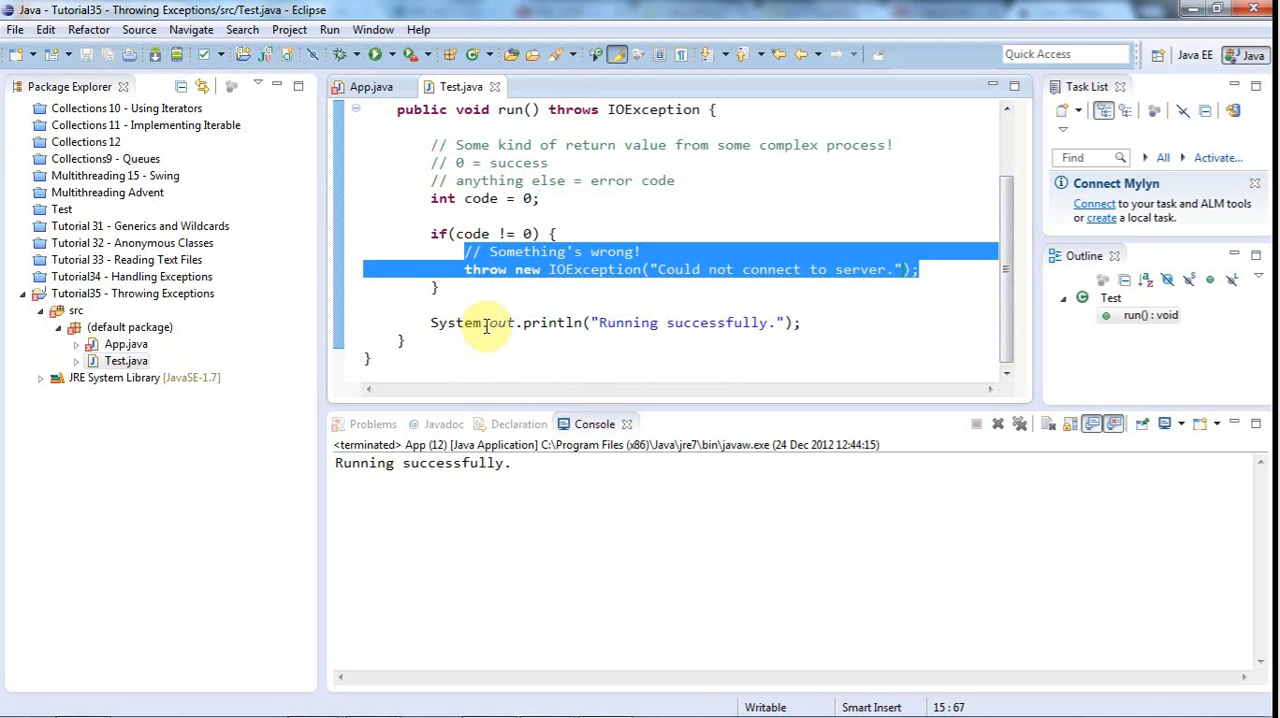 Java - Tutorial35 - Throwing Exceptions/src/Test.java - Eclipse
File Edit Refactor Source Navigate Search Project Run Window Help
Quick Access
Java EE
Java
Package Explorer
Collections 10 - Using Iterators
Collections 11 - Implementing Iterable
Collections 12
Collections9 - Queues
Multithreading 15 - Swing
Multithreading Advent
Test
Tutorial 31 - Generics and Wildcards
Tutorial 32 - Anonymous Classes
Tutorial 33 - Reading Text Files
Tutorial34 - Handling Exceptions
Tutorial35 - Throwing Exceptions
src
(default package)
App.java
Test.java
JRE System Library [JavaSE-1.7]
App.java
Test.java
public void run() throws IOException {
// Some kind of return value from some complex process!
// 0 = success
// anything else = error code
int code = 0;
if(code != 0) {
// Something's wrong!
throw new IOException("Could not connect to server.");
}
System.out.println("Running successfully.");
}
}
Task List
Find
All
Activate...
Connect Mylyn
Connect to your task and ALM tools
or create a local task.
Outline
Test
run() : void
Problems
Javadoc
Declaration
Console
<terminated> App (12) [Java Application] C:\Program Files (x86)\Java\jre7\bin\javaw.exe (24 Dec 2012 12:44:15)
Running successfully.
Writable
Smart Insert
15 : 67